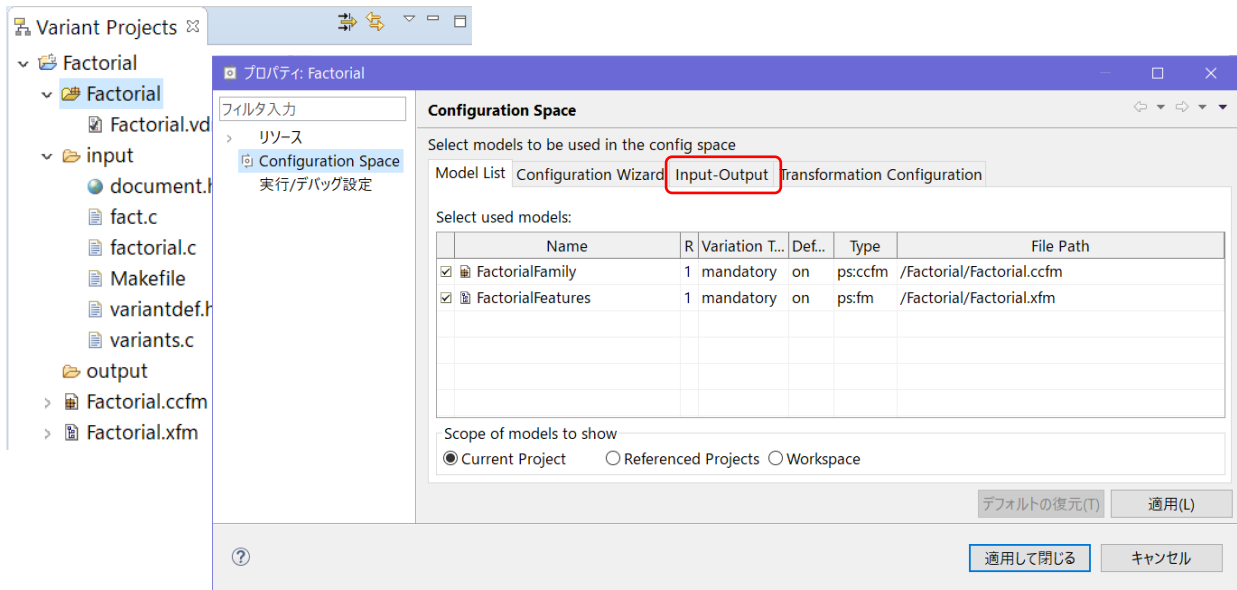 Variant Projects
Factorial
Factorial
Factorial.vd
input
document.h
fact.c
factorial.c
Makefile
variantdef.h
variants.c
output
Factorial.ccfm
Factorial.xfm
プロパティ: Factorial
フィルタ入力
リソース
Configuration Space
実行/デバッグ設定
Configuration Space
Select models to be used in the config space
Model List Configuration Wizard Input-Output Transformation Configuration
Select used models:
Name R Variation T... Def... Type File Path
FactorialFamily 1 mandatory on ps:ccfm /Factorial/Factorial.ccfm
FactorialFeatures 1 mandatory on ps:fm /Factorial/Factorial.xfm
Scope of models to show
Current Project Referenced Projects Workspace
デフォルトの復元(T) 適用(L)
適用して閉じる キャンセル